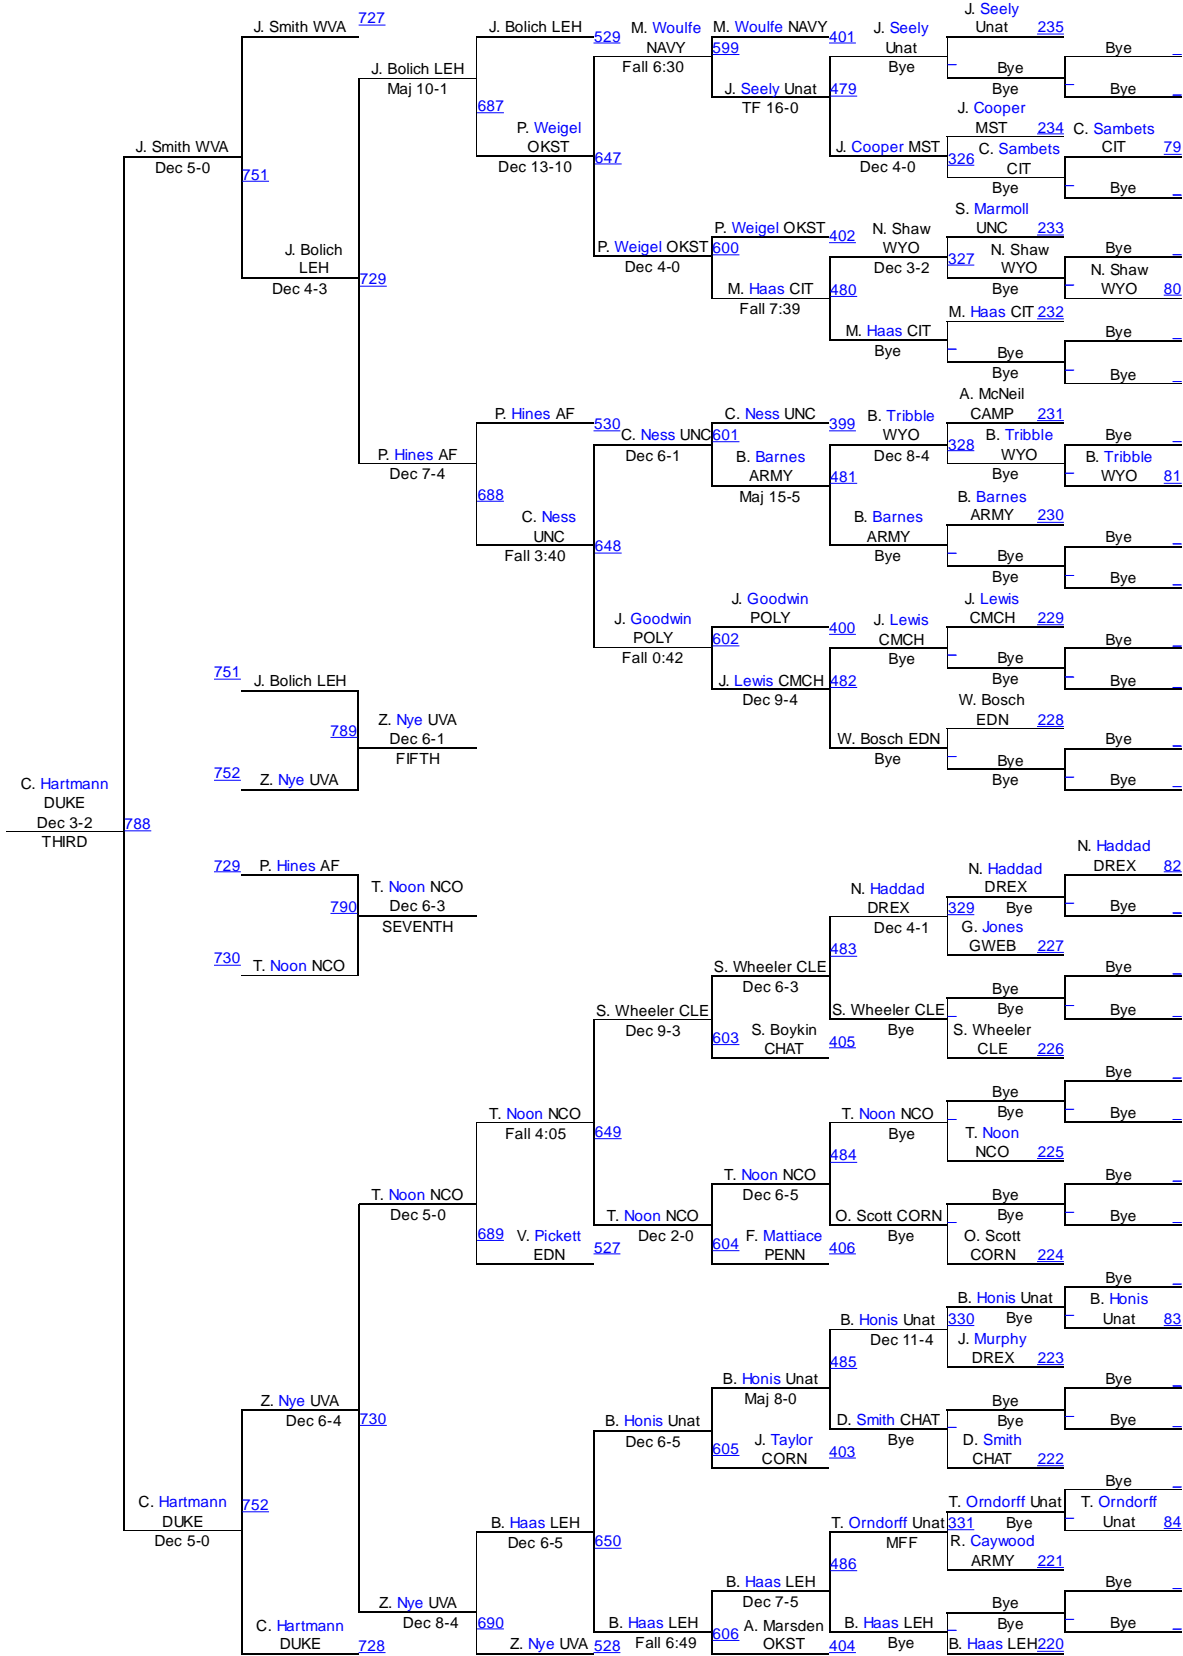 J. Seely
J. Smith WVA 727 J. Bolich LEH 529 M. Woulfe M. Woulfe NAVY 401 J. Seely Unat 235
NAVY 599 Unat Bye _
Fall 6:30 Bye _ Bye
J. Bolich LEH Bye _ Bye _
Maj 10-1 J. Seely Unat 479
687 TF 16-0 J. Cooper
P. Weigel MST 234 C. Sambets
J. Smith WVA OKST 647 J. Cooper MST 326 C. Sambets CIT 79
Dec 5-0 Dec 13-10 Dec 4-0 CIT
751 Bye _ Bye _
S. Marmoll
P. Weigel OKST 402 N. Shaw UNC 233
J. Bolich P. Weigel OKST 600 WYO 327 N. Shaw Bye _
LEH 729 Dec 4-0 Dec 3-2 WYO N. Shaw
Dec 4-3 M. Haas CIT 480 Bye _ WYO 80
Fall 7:39 M. Haas CIT 232
M. Haas CIT Bye _
Bye _ Bye
Bye _ Bye _
A. McNeil
P. Hines AF 530 C. Ness UNC 399 B. Tribble CAMP 231
C. Ness UNC 601 WYO 328 B. Tribble Bye _
P. Hines AF Dec 6-1 B. Barnes Dec 8-4 WYO B. Tribble
Dec 7-4 ARMY 481 Bye _ WYO 81
688 Maj 15-5 B. Barnes
C. Ness B. Barnes ARMY 230
UNC 648 ARMY Bye _
Fall 3:40 Bye _ Bye
Bye _ Bye _
J. Goodwin J. Lewis
J. Goodwin POLY 400 J. Lewis CMCH 229
POLY 602 CMCH Bye _
Fall 0:42 Bye _ Bye
751 J. Bolich LEH J. Lewis CMCH 482 Bye _ Bye _
Dec 9-4 W. Bosch
Z. Nye UVA EDN 228
789 Dec 6-1 W. Bosch EDN Bye _
FIFTH Bye _ Bye
752 Z. Nye UVA Bye _ Bye _
C. Hartmann
DUKE
Dec 3-2 788
THIRD
N. Haddad
729 P. Hines AF N. Haddad DREX 82
T. Noon NCO N. Haddad DREX
790 Dec 6-3 DREX 329 Bye _ Bye _
SEVENTH Dec 4-1 G. Jones
483 GWEB 227
730 T. Noon NCO S. Wheeler CLE Bye _
Dec 6-3 Bye
S. Wheeler CLE S. Wheeler CLE _ Bye _ Bye _
Dec 9-3 603 S. Boykin 405 Bye S. Wheeler
CHAT CLE 226
Bye _
Bye
T. Noon NCO T. Noon NCO _ Bye _ Bye _
Fall 4:05 649 Bye T. Noon
484 NCO 225
T. Noon NCO Bye _
T. Noon NCO Dec 6-5 Bye
Dec 5-0 T. Noon NCO O. Scott CORN _ Bye _ Bye _
689 V. Pickett 527 Dec 2-0 604 F. Mattiace 406 Bye O. Scott
EDN PENN CORN 224
Bye _
B. Honis Unat B. Honis
B. Honis Unat 330 Bye _ Unat 83
Dec 11-4 J. Murphy
485 DREX 223
B. Honis Unat Bye _
Z. Nye UVA Maj 8-0 Bye
Dec 6-4 730 B. Honis Unat D. Smith CHAT _ Bye _ Bye _
Dec 6-5 605 J. Taylor 403 Bye D. Smith
CORN CHAT 222
Bye _
C. Hartmann 752 T. Orndorff Unat T. Orndorff
DUKE B. Haas LEH T. Orndorff Unat 331 Bye _ Unat 84
Dec 5-0 Dec 6-5 650 MFF R. Caywood
486 ARMY 221
B. Haas LEH Bye _
Z. Nye UVA Dec 7-5 Bye
C. Hartmann Dec 8-4 690 B. Haas LEH 606 A. Marsden B. Haas LEH _ Bye _ Bye _
DUKE 728 Z. Nye UVA 528 Fall 6:49 OKST 404 Bye B. Haas LEH 220